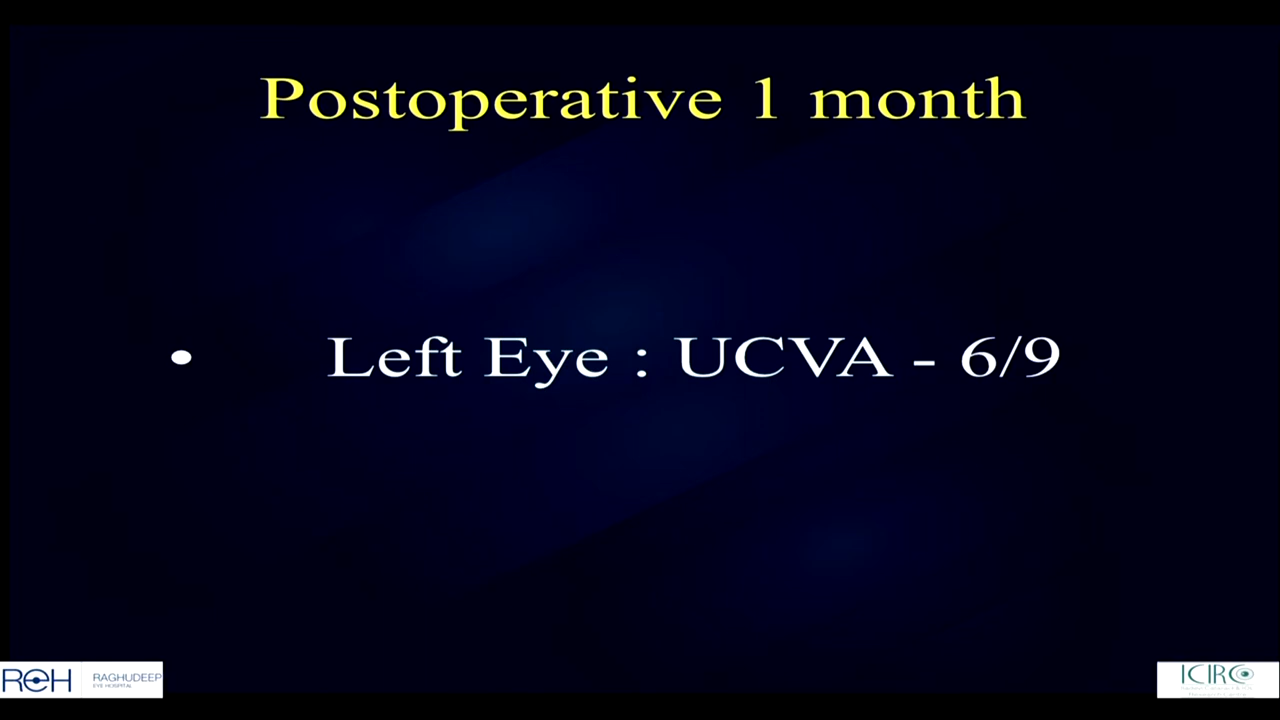 Postoperative 1 month
• Left Eye : UCVA - 6/9
REH RAGHUDEEP
EYE HOSPITAL
ICIRC